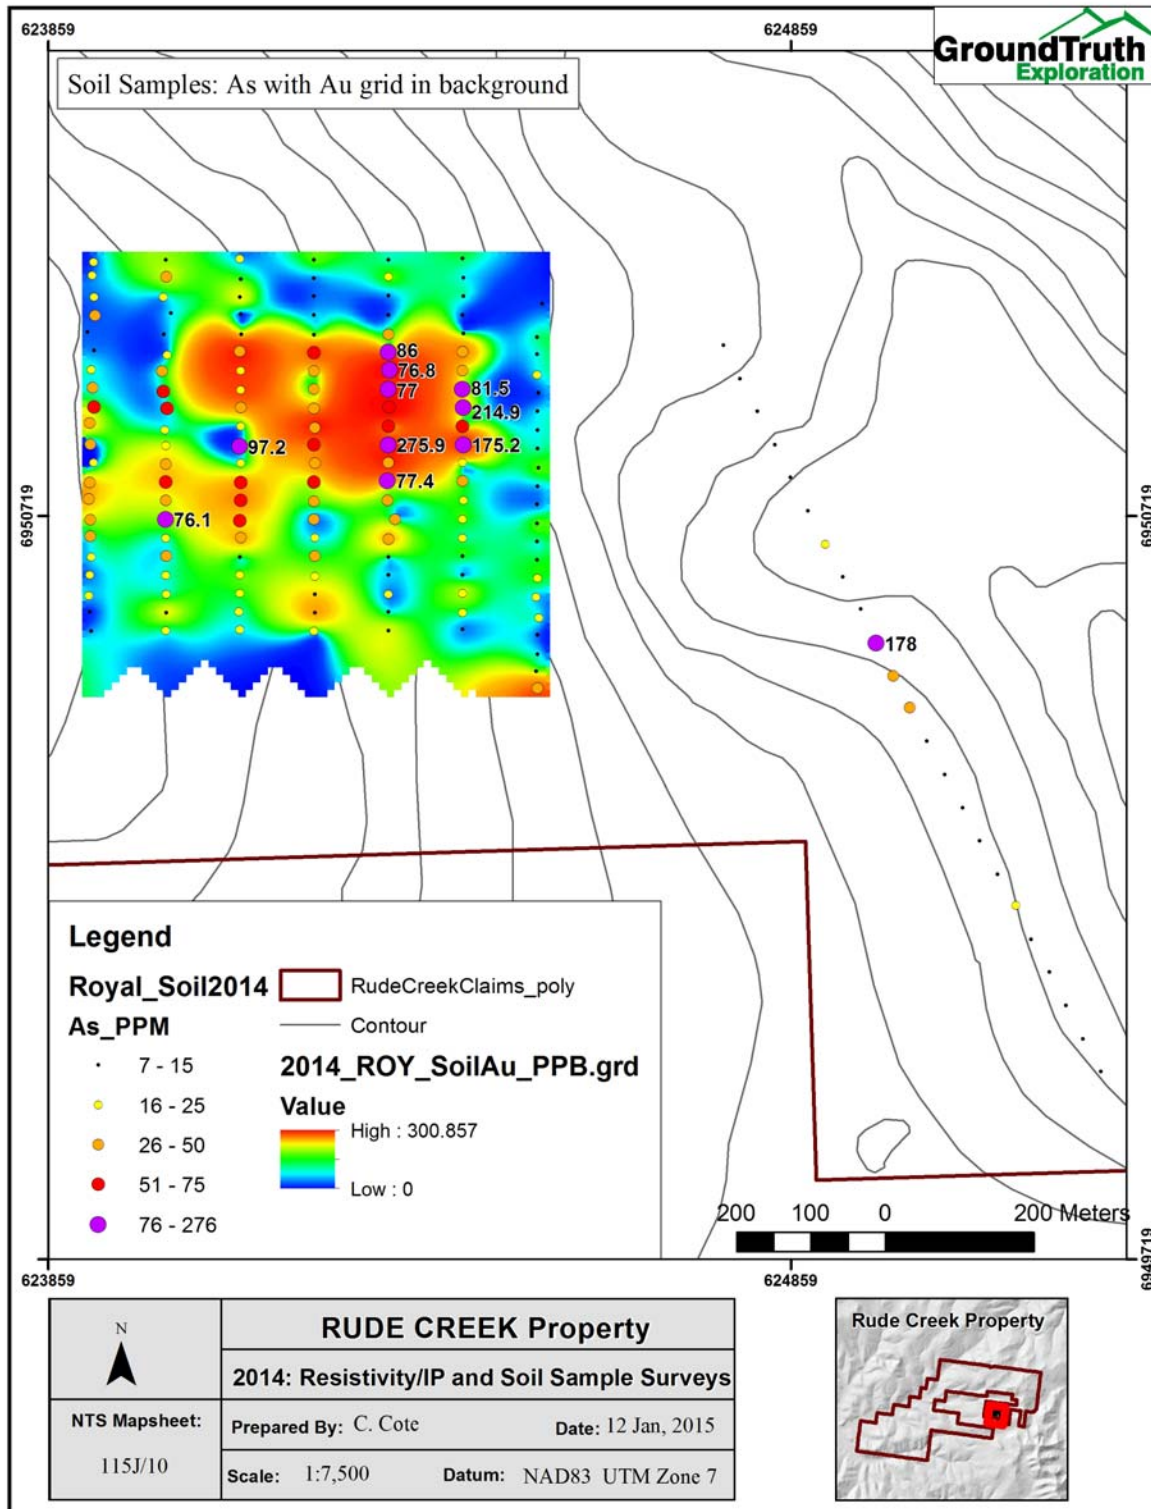 623859
624859
GroundTruth
Exploration
Soil Samples: As with Au grid in background
86
76.8
77
81.5
214.9
97.2
275.9
175.2
77.4
76.1
6950719
6950719
178
Legend
Royal_Soil2014
RudeCreekClaims_poly
As_PPM
Contour
7 - 15
2014_ROY_SoilAu_PPB.grd
16 - 25
Value
26 - 50
High : 300.857
51 - 75
Low : 0
76 - 276
200 100 0 200 Meters
6949719
623859
624859
N
RUDE CREEK Property
2014: Resistivity/IP and Soil Sample Surveys
NTS Mapsheet:
115J/10
Prepared By: C. Cote
Date: 12 Jan, 2015
Scale: 1:7,500
Datum: NAD83 UTM Zone 7
Rude Creek Property